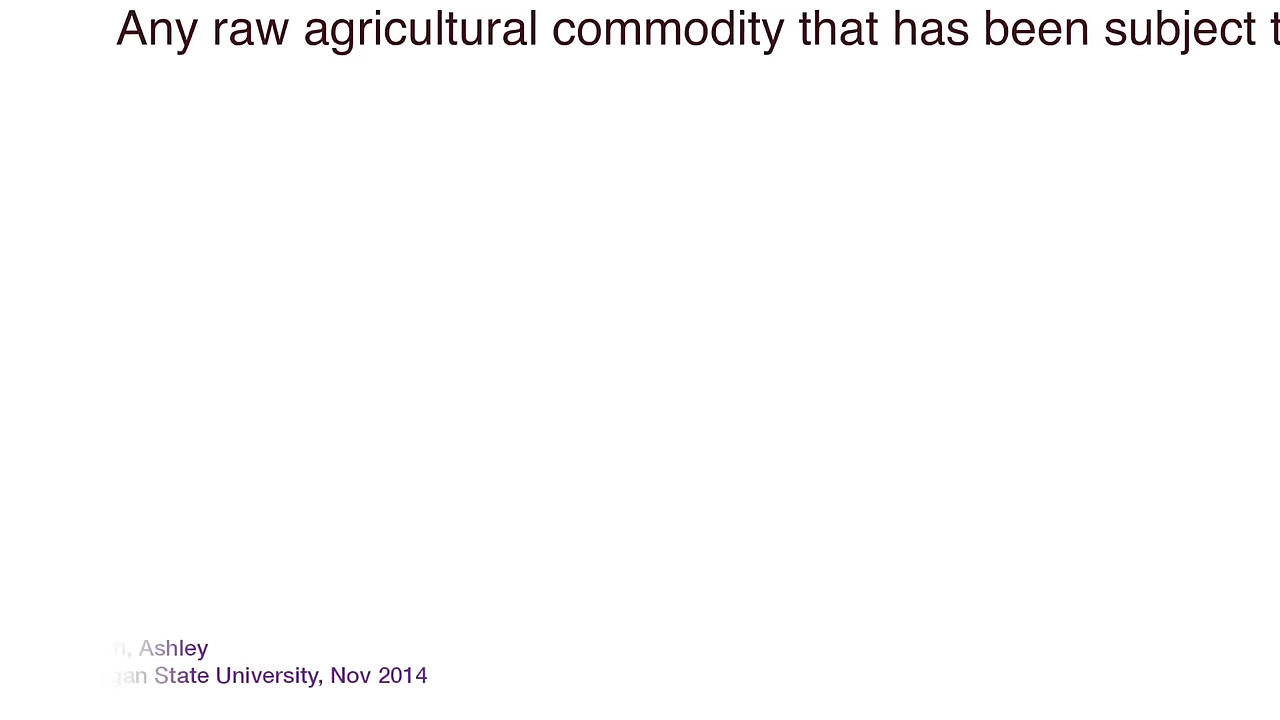 Any raw agricultural commodity that has been subject
Ashley
State University, Nov 2014